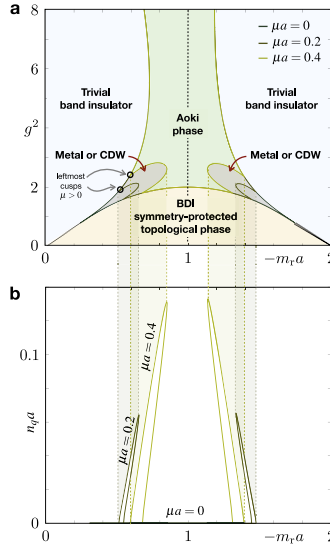 a
8
6
g²
4
2
0
μa = 0
μa = 0.2
μa = 0.4
Trivial
band insulator
Trivial
band insulator
Aoki
phase
Metal or CDW
Metal or CDW
leftmost
cusps
μ > 0
BDI
symmetry-protected
topological phase
0
1
−mᵣa
2
b
n_q a
0.1
0
μa = 0.4
μa = 0.2
μa = 0
0
1
−mᵣa
2